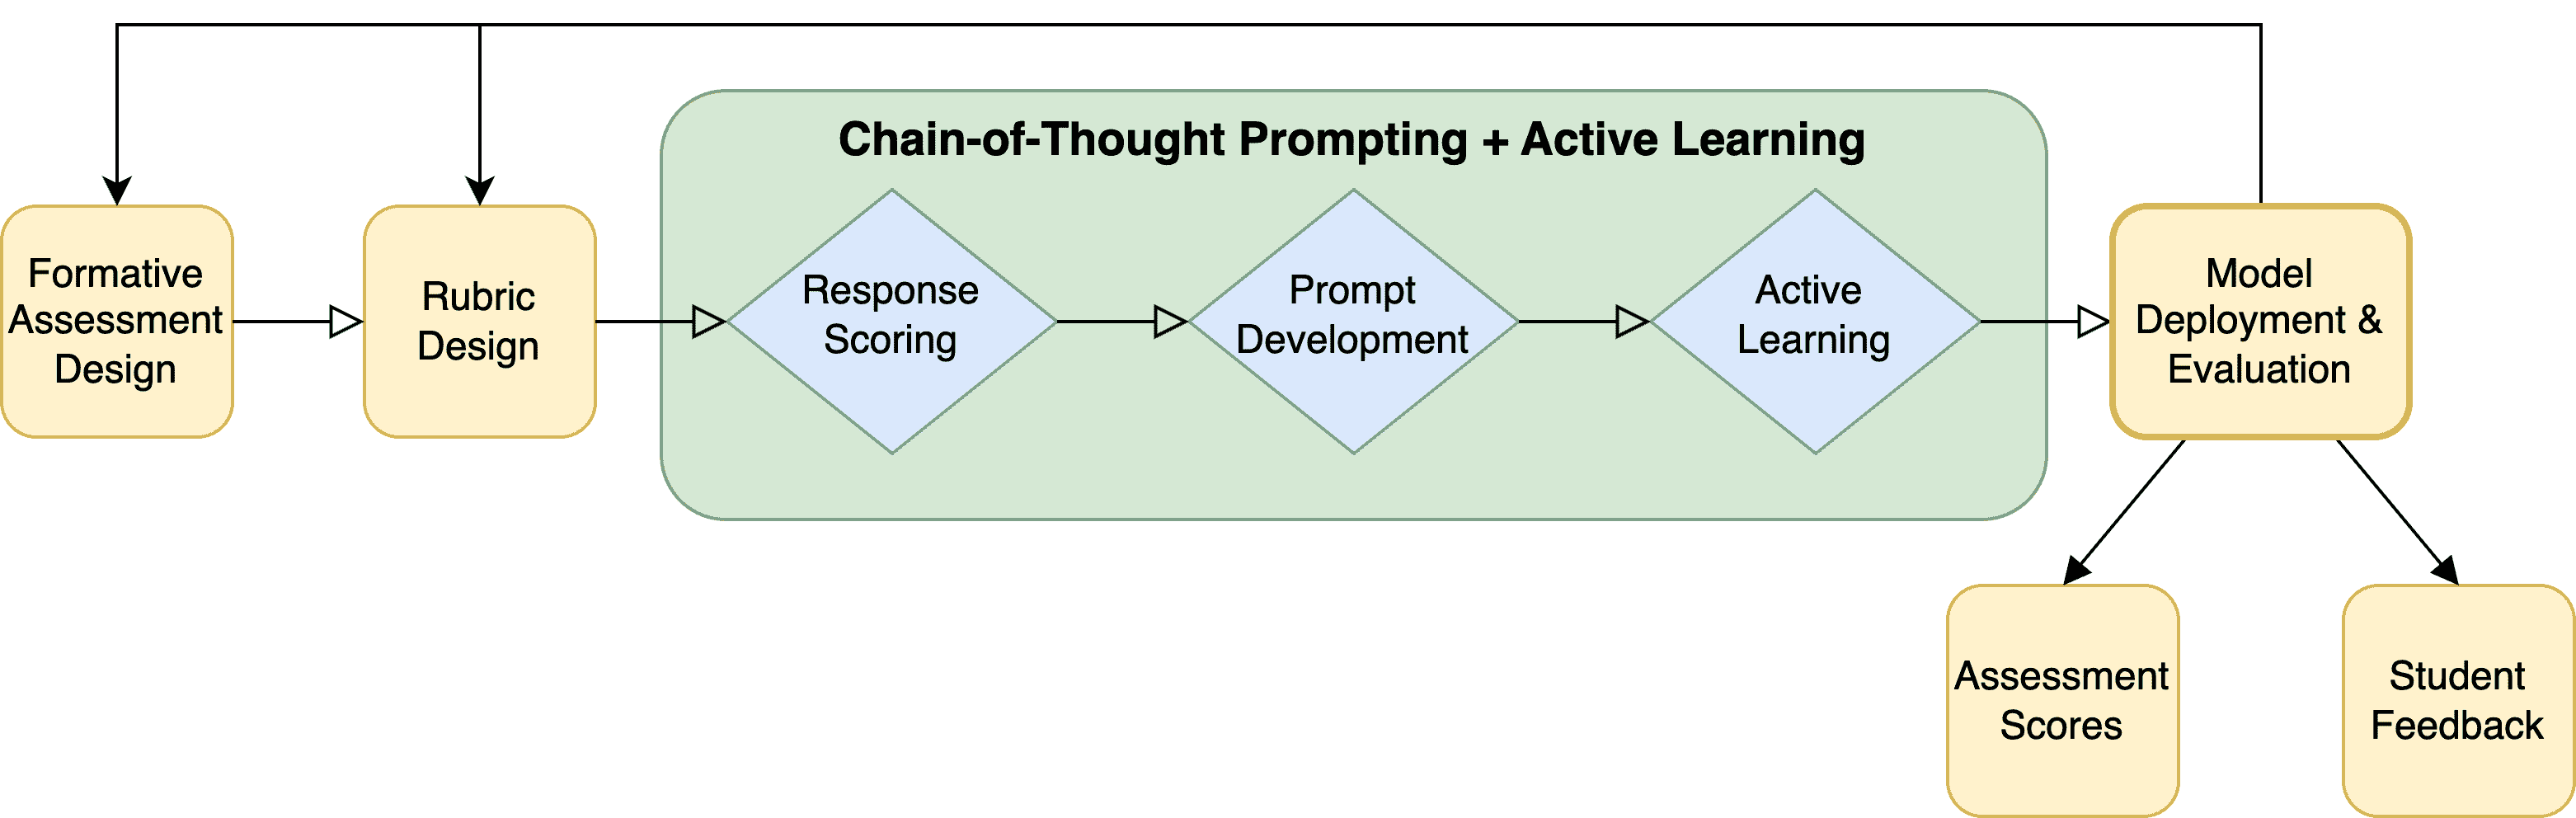 Chain-of-Thought Prompting + Active Learning
Formative
Assessment
Design
Rubric
Design
Response
Scoring
Prompt
Development
Active
Learning
Model
Deployment &
Evaluation
Assessment
Scores
Student
Feedback